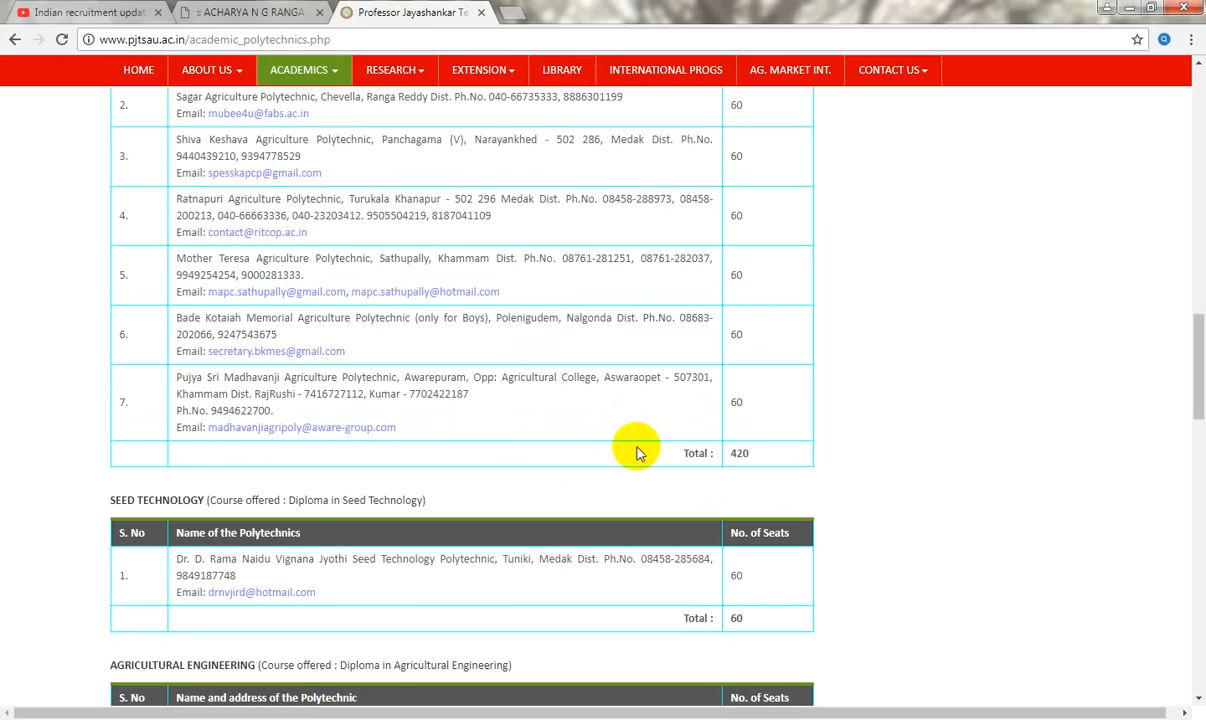 Indian recruitment updat
:: ACHARYA N G RANGA
Professor Jayashankar Te
www.pjtsau.ac.in/academic_polytechnics.php
HOME
ABOUT US
ACADEMICS
RESEARCH
EXTENSION
LIBRARY
INTERNATIONAL PROGS
AG. MARKET INT.
CONTACT US
2.
Sagar Agriculture Polytechnic, Chevella, Ranga Reddy Dist. Ph.No. 040-66735333, 8886301199
Email: mubee4u@fabs.ac.in
60
3.
Shiva Keshava Agriculture Polytechnic, Panchagama (V), Narayankhed - 502 286, Medak Dist. Ph.No.
9440439210, 9394778529
Email: spesskapcp@gmail.com
60
4.
Ratnapuri Agriculture Polytechnic, Turukala Khanapur - 502 296 Medak Dist. Ph.No. 08458-288973, 08458-
200213, 040-66663336, 040-23203412. 9505504219, 8187041109
Email: contact@ritcop.ac.in
60
5.
Mother Teresa Agriculture Polytechnic, Sathupally, Khammam Dist. Ph.No. 08761-281251, 08761-282037,
9949254254, 9000281333.
Email: mapc.sathupally@gmail.com, mapc.sathupally@hotmail.com
60
6.
Bade Kotaiah Memorial Agriculture Polytechnic (only for Boys), Polenigudem, Nalgonda Dist. Ph.No. 08683-
202066, 9247543675
Email: secretary.bkmes@gmail.com
60
7.
Pujya Sri Madhavanji Agriculture Polytechnic, Awarepuram, Opp: Agricultural College, Aswaraopet - 507301,
Khammam Dist. RajRushi - 7416727112, Kumar - 7702422187
Ph.No. 9494622700.
Email: madhavanjiagripoly@aware-group.com
60
Total : 420
SEED TECHNOLOGY (Course offered : Diploma in Seed Technology)
S. No Name of the Polytechnics No. of Seats
1.
Dr. D. Rama Naidu Vignana Jyothi Seed Technology Polytechnic, Tuniki, Medak Dist. Ph.No. 08458-285684,
9849187748
Email: drnvjird@hotmail.com
60
Total : 60
AGRICULTURAL ENGINEERING (Course offered : Diploma in Agricultural Engineering)
S. No Name and address of the Polytechnic No. of Seats